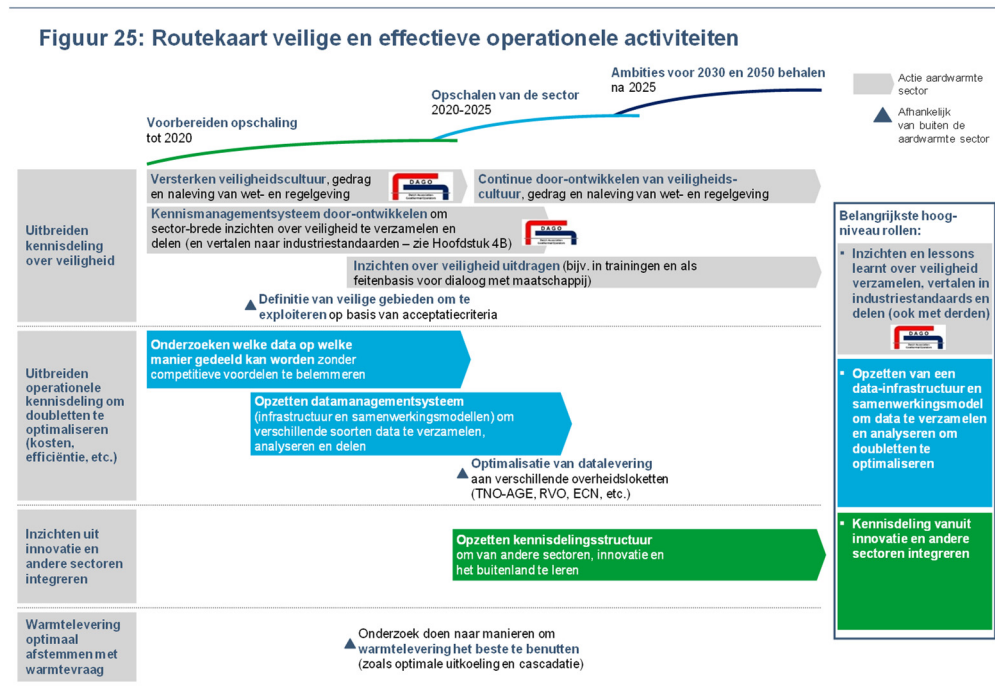 Figuur 25: Routekaart veilige en effectieve operationele activiteiten
Ambities voor 2030 en 2050 behalen
na 2025
Opschalen van de sector
2020-2025
Voorbereiden opschaling
tot 2020
Actie aardwarmte
sector
Afhankelijk
van buiten de
aardwarmte sector
Uitbreiden
kennisdeling
over veiligheid
Versterken veiligheidscultuur, gedrag
en naleving van wet- en regelgeving
DAGO
Continue door-ontwikkelen van veiligheids-
cultuur, gedrag en naleving van wet- en regelgeving
Kennismanagementsysteem door-ontwikkelen om
sector-brede inzichten over veiligheid te verzamelen en
delen (en vertalen naar industriestandaarden – zie Hoofdstuk 4B)
DAGO
Inzichten over veiligheid uitdragen (bijv. in trainingen en als
feitenbasis voor dialoog met maatschappij)
Definitie van veilige gebieden om te
exploiteren op basis van acceptatiecriteria
Uitbreiden
operationele
kennisdeling om
doubletten te
optimaliseren
(kosten,
efficiëntie, etc.)
Onderzoeken welke data op welke
manier gedeeld kan worden zonder
competitieve voordelen te belemmeren
Opzetten datamanagementsysteem
(infrastructuur en samenwerkingsmodellen) om
verschillende soorten data te verzamelen,
analyseren en delen
Optimalisatie van datalevering
aan verschillende overheidsloketten
(TNO-AGE, RVO, ECN, etc.)
Inzichten uit
innovatie en
andere sectoren
integreren
Opzetten kennisdelingsstructuur
om van andere sectoren, innovatie en
het buitenland te leren
Warmtelevering
optimaal
afstemmen met
warmtevraag
Onderzoek doen naar manieren om
warmtelevering het beste te benutten
(zoals optimale uitkoeling en cascadatie)
Belangrijkste hoog-
niveau rollen:
▪ Inzichten en lessons
learnt over veiligheid
verzamelen, vertalen in
industriestandaards en
delen (ook met derden)
DAGO
▪ Opzetten van een
data-infrastructuur en
samenwerkingsmodel
om data te verzamelen
en analyseren om
doubletten te
optimaliseren
▪ Kennisdeling vanuit
innovatie en andere
sectoren integreren